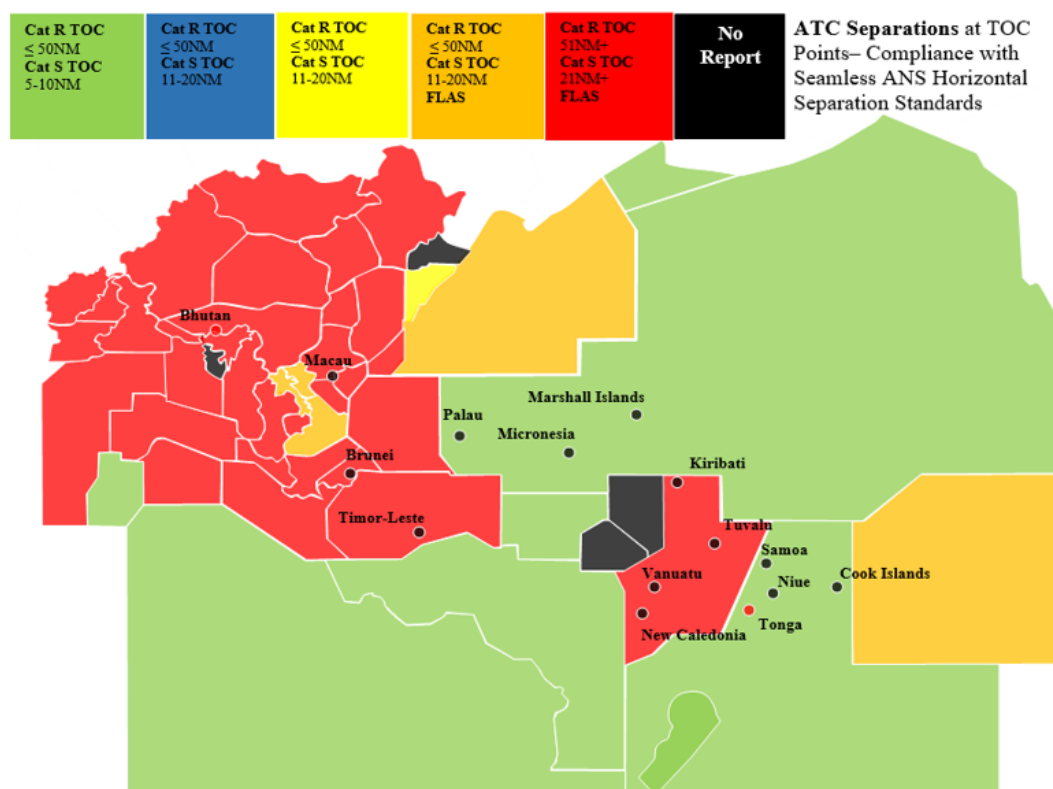 Cat R TOC
≤ 50NM
Cat S TOC
5-10NM
Cat R TOC
≤ 50NM
Cat S TOC
11-20NM
Cat R TOC
≤ 50NM
Cat S TOC
11-20NM
Cat R TOC
≤ 50NM
Cat S TOC
11-20NM
FLAS
Cat R TOC
51NM+
Cat S TOC
21NM+
FLAS
No
Report
ATC Separations at TOC
Points– Compliance with
Seamless ANS Horizontal
Separation Standards
Bhutan
Macau
Marshall Islands
Palau
Micronesia
Brunei
Kiribati
Timor-Leste
Tuvaln
Samoa
Vanuatu
Niue
Cook Islands
New Caledonia
Tonga